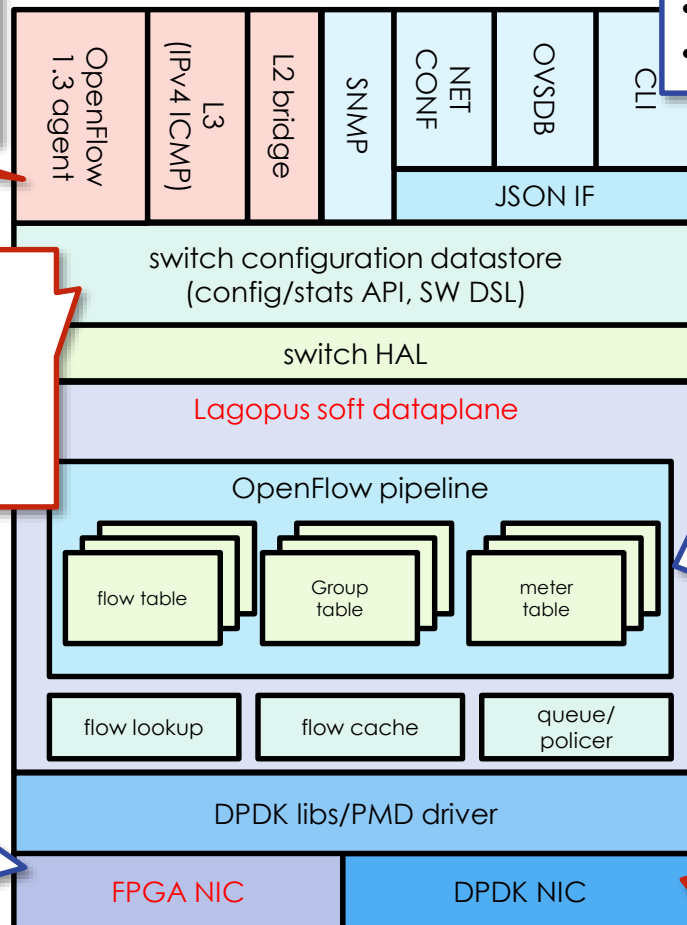 OpenFlow
1.3 agent
L3
(IPv4 ICMP)
L2 bridge
SNMP
NET
CONF
OVSDB
CLI
JSON IF
switch configuration datastore
(config/stats API, SW DSL)
switch HAL
Lagopus soft dataplane
OpenFlow pipeline
flow table
Group
table
meter
table
flow lookup
flow cache
queue/
policer
DPDK libs/PMD driver
FPGA NIC
DPDK NIC